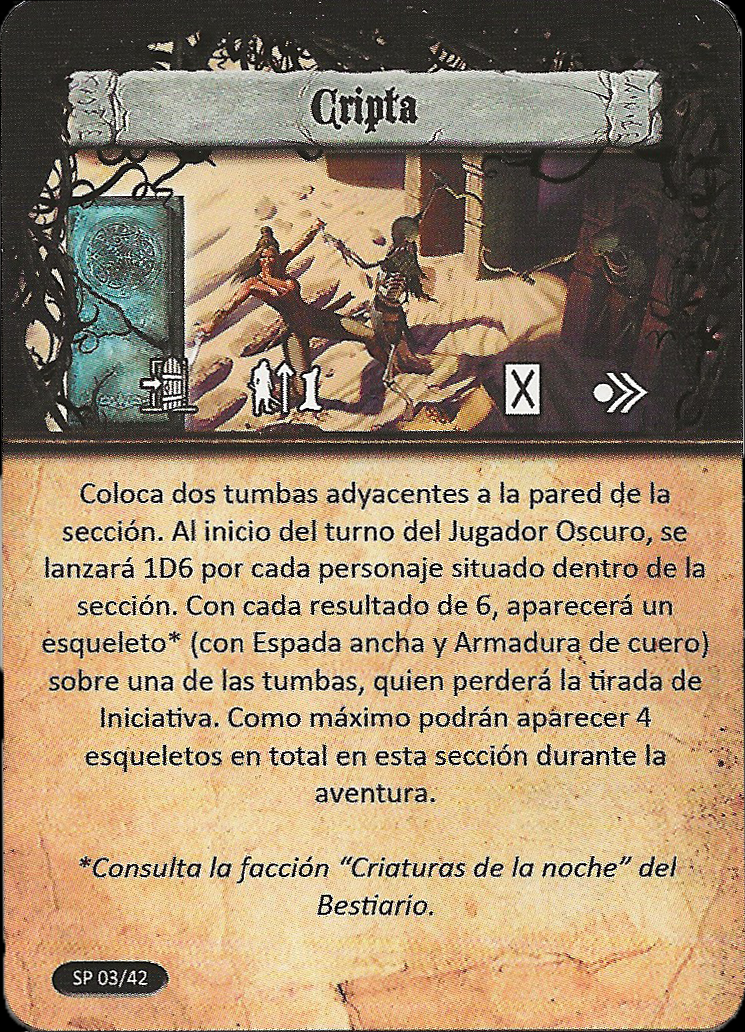 Cripta
1
X
Coloca dos tumbas adyacentes a la pared de la
sección. Al inicio del turno del Jugador Oscuro, se
lanzará 1D6 por cada personaje situado dentro de la
sección. Con cada resultado de 6, aparecerá un
esqueleto* (con Espada ancha y Armadura de cuero)
sobre una de las tumbas, quien perderá la tirada de
Iniciativa. Como máximo podrán aparecer 4
esqueletos en total en esta sección durante la
aventura.
*Consulta la facción “Criaturas de la noche” del
Bestiario.
SP 03/42